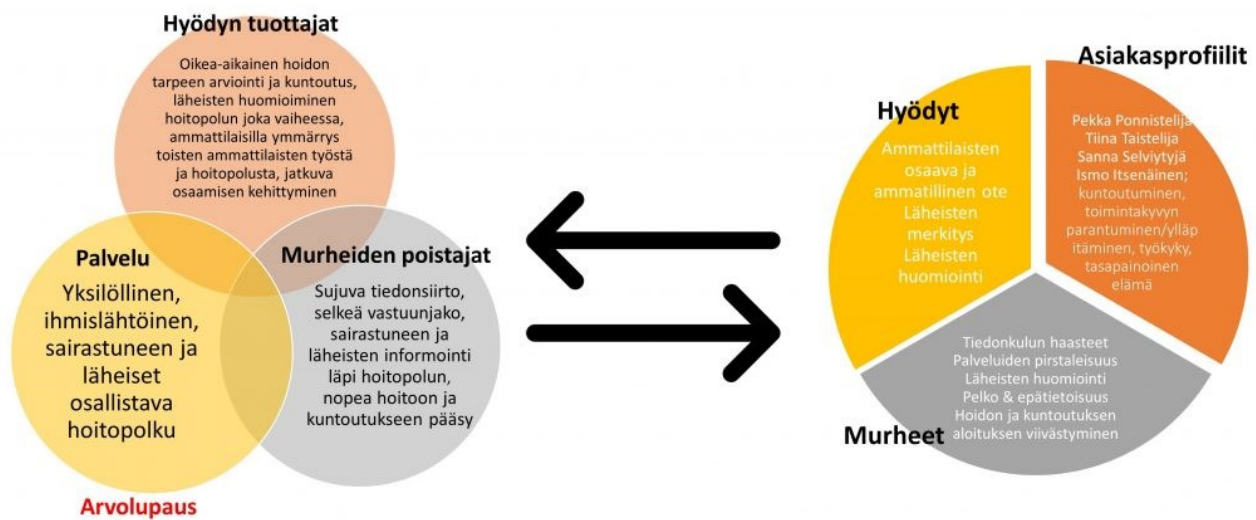 Hyödyn tuottajat
Oikea-aikainen hoidon
tarpeen arviointi ja kuntoutus,
läheisten huomioiminen
hoitopolun joka vaiheessa,
ammattilaisilla ymmärrys
toisten ammattilaisten työstä
ja hoitopolusta, jatkuva
osaamisen kehittyminen
Palvelu
Yksilöllinen,
ihmislähtöinen,
sairastuneen ja
läheiset
osallistava
hoitopolku
Murheiden poistajat
Sujuva tiedonsiirto,
selkeä vastuunjako,
sairastuneen ja
läheisten informointi
läpi hoitopolun,
nopea hoitoon ja
kuntoutukseen pääsy
Arvolupaus
Asiakasprofiilit
Pekka Ponnistelija
Tiina Taistelija
Sanna Selviytyjä
Ismo Itsenäinen;
kuntoutuminen,
toimintakyvyn
parantuminen/ylläp
itäminen, työkyky,
tasapainoinen
elämä
Hyödyt
Ammattilaisten
osaava ja
ammatillinen ote
Läheisten
merkitys
Läheisten
huomiointi
Murheet
Tiedonkulun haasteet
Palveluiden pirstaleisuus
Läheisten huomiointi
Pelko & epätietoisuus
Hoidon ja kuntoutuksen
aloituksen viivästyminen